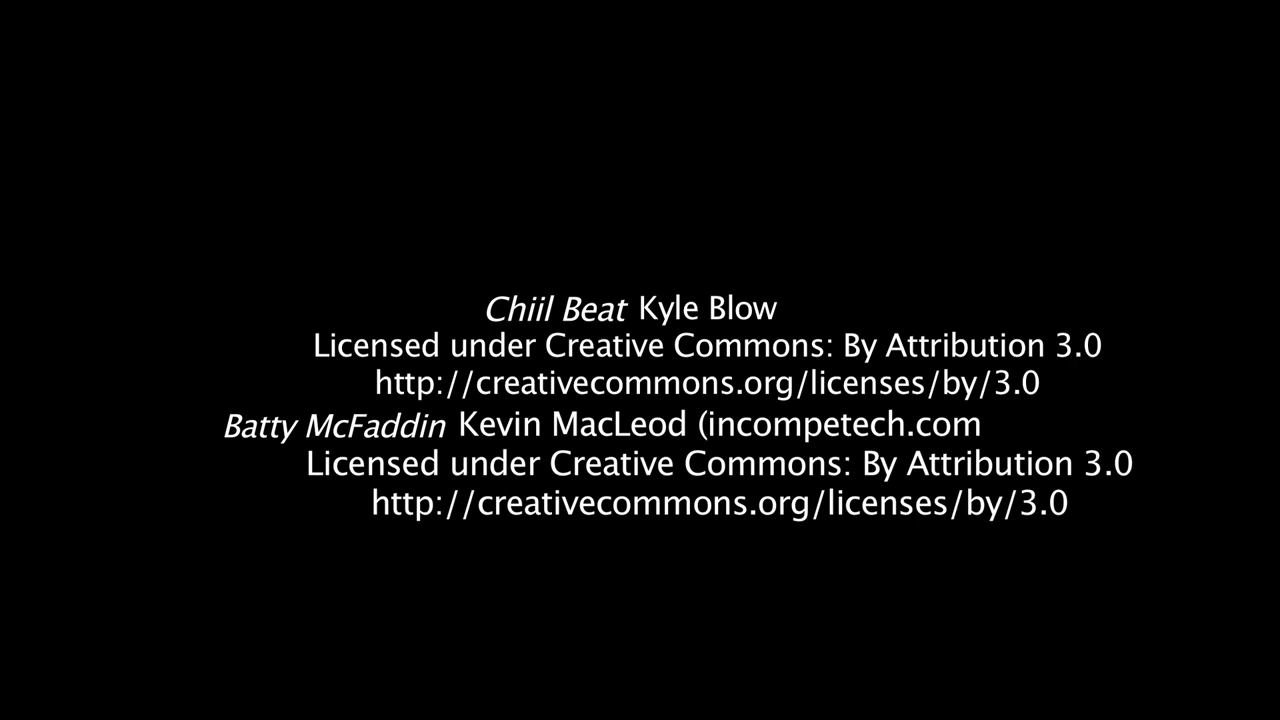 Chiil Beat Kyle Blow
Licensed under Creative Commons: By Attribution 3.0
http://creativecommons.org/licenses/by/3.0
Batty McFaddin Kevin MacLeod (incompetech.com
Licensed under Creative Commons: By Attribution 3.0
http://creativecommons.org/licenses/by/3.0